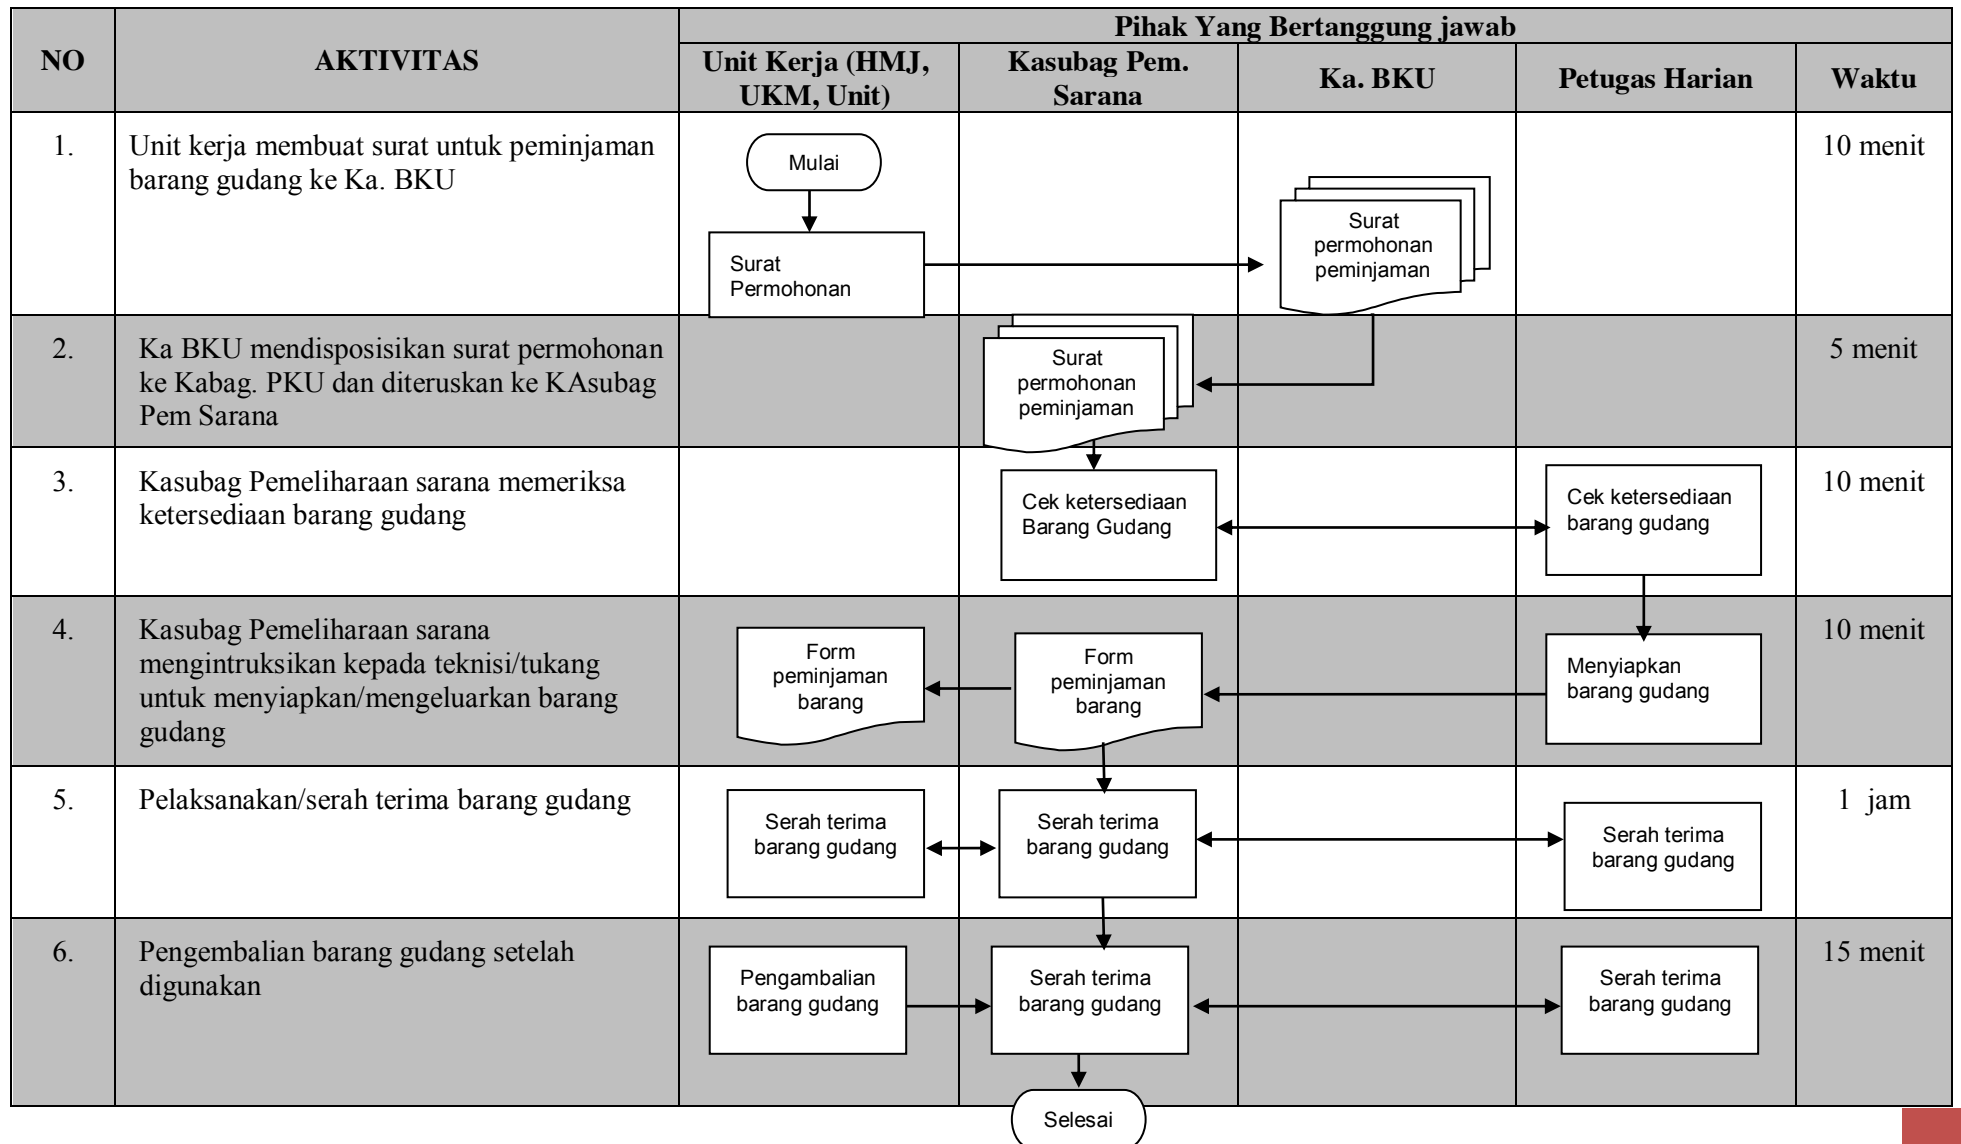 Pihak Yang Bertanggung jawab
NO
AKTIVITAS
Unit Kerja (HMJ,
UKM, Unit)
Kasubag Pem.
Sarana
Ka. BKU
Petugas Harian
Waktu
1.
Unit kerja membuat surat untuk peminjaman
barang gudang ke Ka. BKU
Mulai
Surat
Permohonan
Surat
permohonan
peminjaman
10 menit
2.
Ka BKU mendisposisikan surat permohonan
ke Kabag. PKU dan diteruskan ke KAsubag
Pem Sarana
Surat
permohonan
peminjaman
5 menit
3.
Kasubag Pemeliharaan sarana memeriksa
ketersediaan barang gudang
Cek ketersediaan
Barang Gudang
Cek ketersediaan
barang gudang
10 menit
4.
Kasubag Pemeliharaan sarana
mengintruksikan kepada teknisi/tukang
untuk menyiapkan/mengeluarkan barang
gudang
Form
peminjaman
barang
Form
peminjaman
barang
Menyiapkan
barang gudang
10 menit
5.
Pelaksanakan/serah terima barang gudang
Serah terima
barang gudang
Serah terima
barang gudang
Serah terima
barang gudang
1 jam
6.
Pengembalian barang gudang setelah
digunakan
Pengambalian
barang gudang
Serah terima
barang gudang
Serah terima
barang gudang
15 menit
Selesai